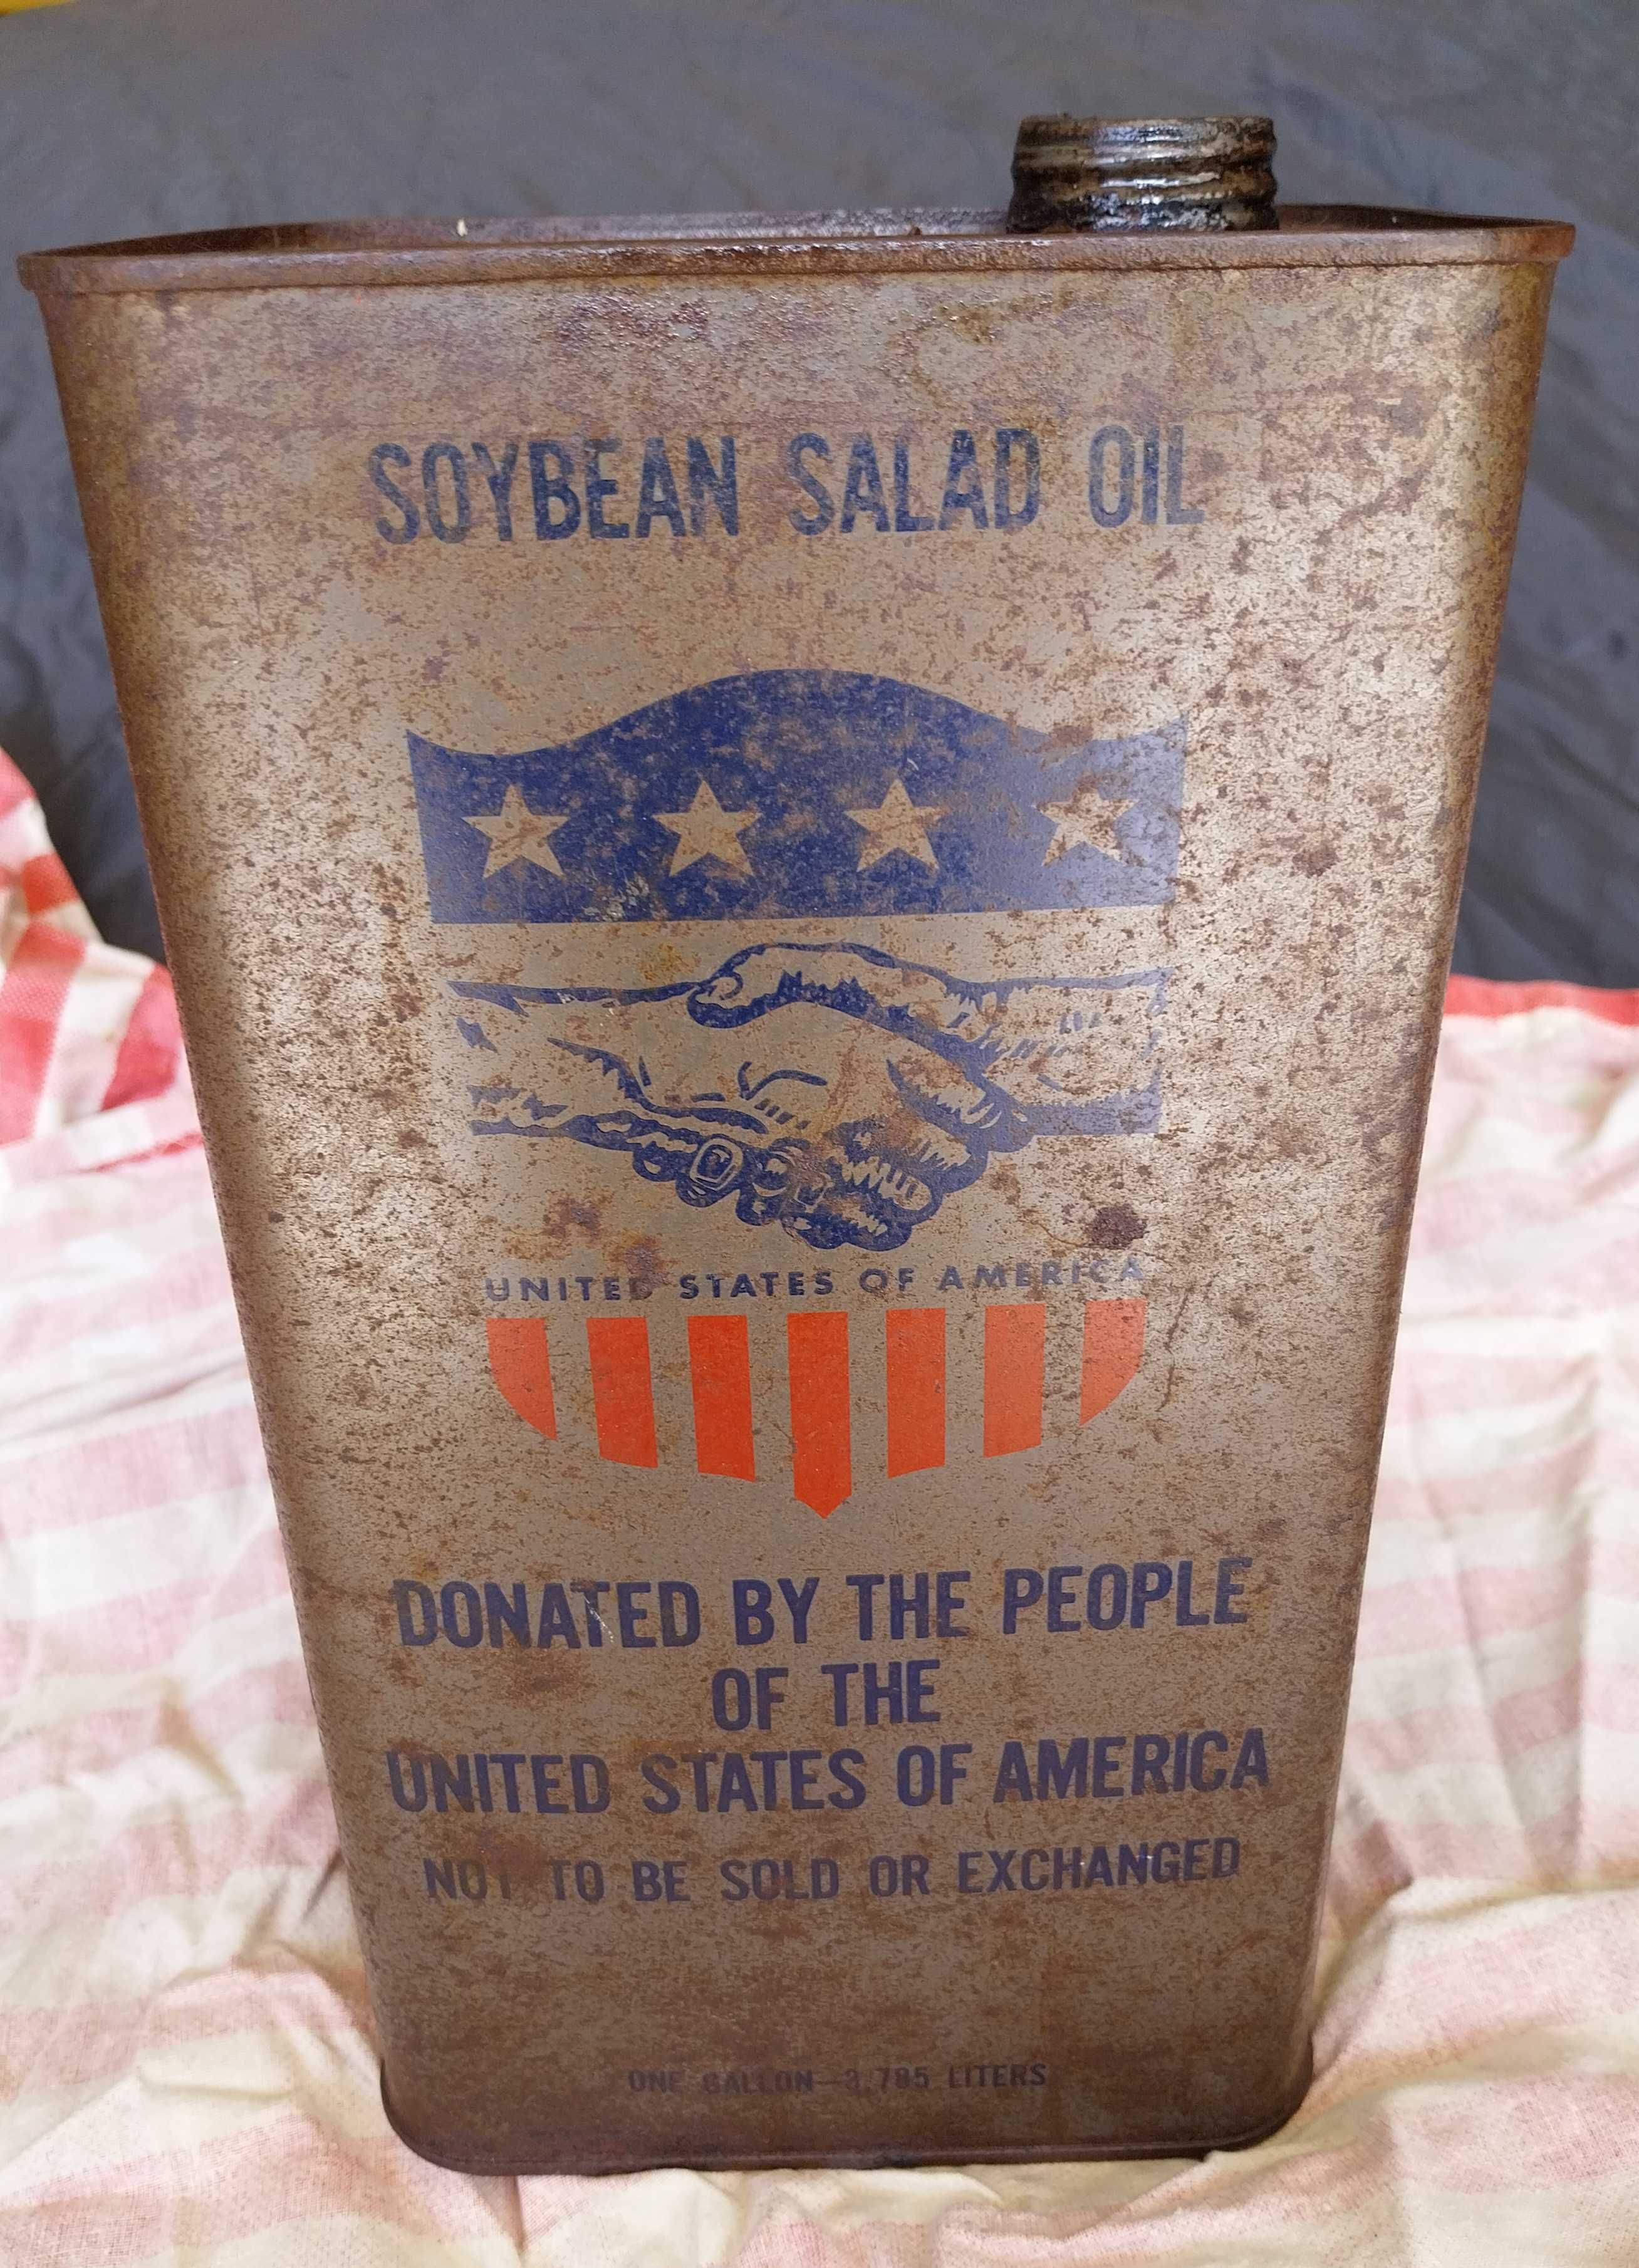 SOYBEAN SALAD OIL
UNITED STATES OF AMERICA
DONATED BY THE PEOPLE
OF THE
UNITED STATES OF AMERICA
NOT TO BE SOLD OR EXCHANGED
ONE GALLON—3.785 LITERS